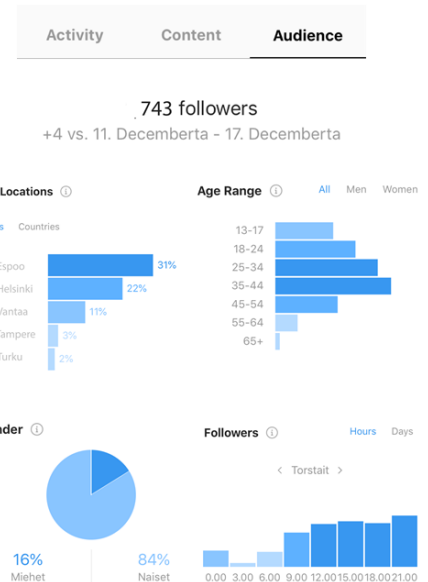 Activity Content Audience
743 followers
+4 vs. 11. Decemberta - 17. Decemberta
Locations
s Countries
Espoo 31%
Helsinki 22%
Vantaa 11%
Tampere 3%
Turku 2%
Age Range All Men Women
13-17
18-24
25-34
35-44
45-54
55-64
65+
nder
16% 84%
Miehet Naiset
Followers Hours Days
< Torstait >
0.00 3.00 6.00 9.00 12.00 15.00 18.00 21.00